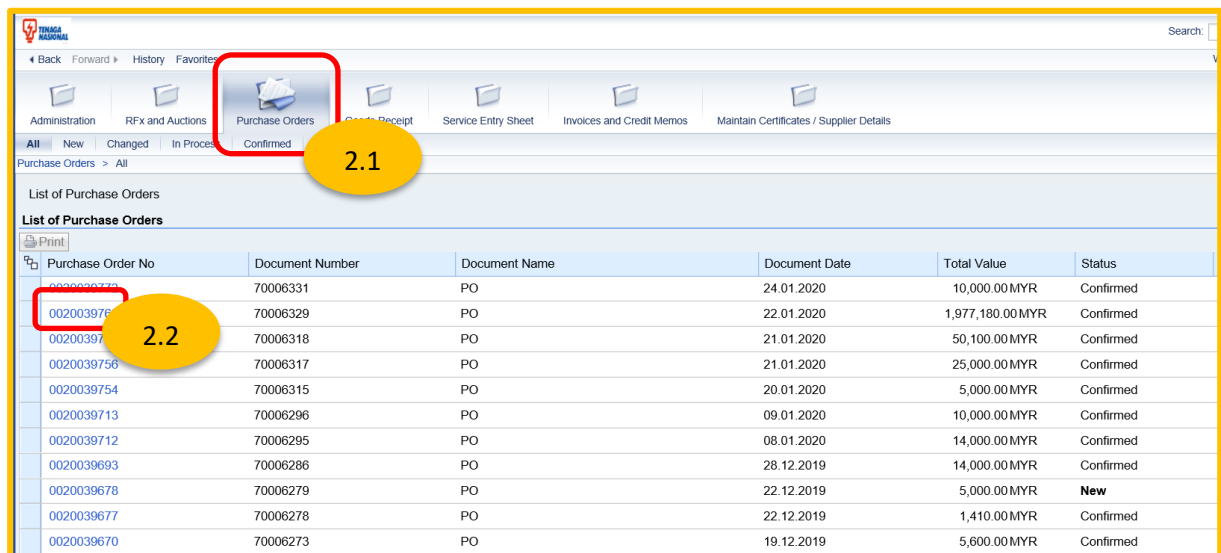 TENAGA NASIONAL
Search:
Back Forward History Favorites
Administration RFx and Auctions Purchase Orders Receipt Service Entry Sheet Invoices and Credit Memos Maintain Certificates / Supplier Details
All New Changed In Process Confirmed
2.1
Purchase Orders > All
List of Purchase Orders
List of Purchase Orders
Print
Purchase Order No Document Number Document Name Document Date Total Value Status
70006331 PO 24.01.2020 10,000.00 MYR Confirmed
70006329 PO 22.01.2020 1,977,180.00 MYR Confirmed
2.2
70006318 PO 21.01.2020 50,100.00 MYR Confirmed
0020039756 70006317 PO 21.01.2020 25,000.00 MYR Confirmed
0020039754 70006315 PO 20.01.2020 5,000.00 MYR Confirmed
0020039713 70006296 PO 09.01.2020 10,000.00 MYR Confirmed
0020039712 70006295 PO 08.01.2020 14,000.00 MYR Confirmed
0020039693 70006286 PO 28.12.2019 14,000.00 MYR Confirmed
0020039678 70006279 PO 22.12.2019 5,000.00 MYR New
0020039677 70006278 PO 22.12.2019 1,410.00 MYR Confirmed
0020039670 70006273 PO 19.12.2019 5,600.00 MYR Confirmed